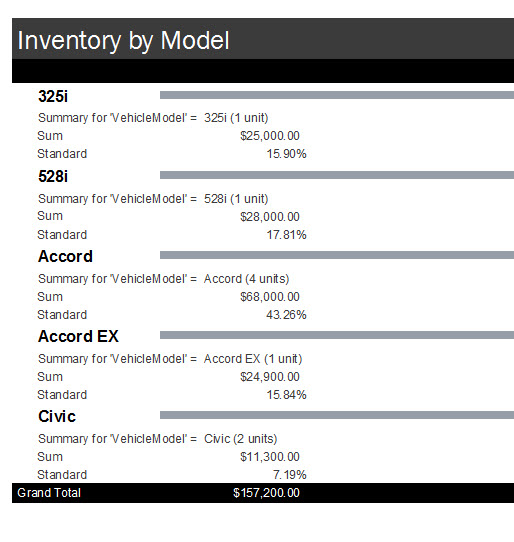 Inventory by Model
325i
Summary for 'VehicleModel' = 325i (1 unit)
Sum $25,000.00
Standard 15.90%
528i
Summary for 'VehicleModel' = 528i (1 unit)
Sum $28,000.00
Standard 17.81%
Accord
Summary for 'VehicleModel' = Accord (4 units)
Sum $68,000.00
Standard 43.26%
Accord EX
Summary for 'VehicleModel' = Accord EX (1 unit)
Sum $24,900.00
Standard 15.84%
Civic
Summary for 'VehicleModel' = Civic (2 units)
Sum $11,300.00
Standard 7.19%
Grand Total $157,200.00